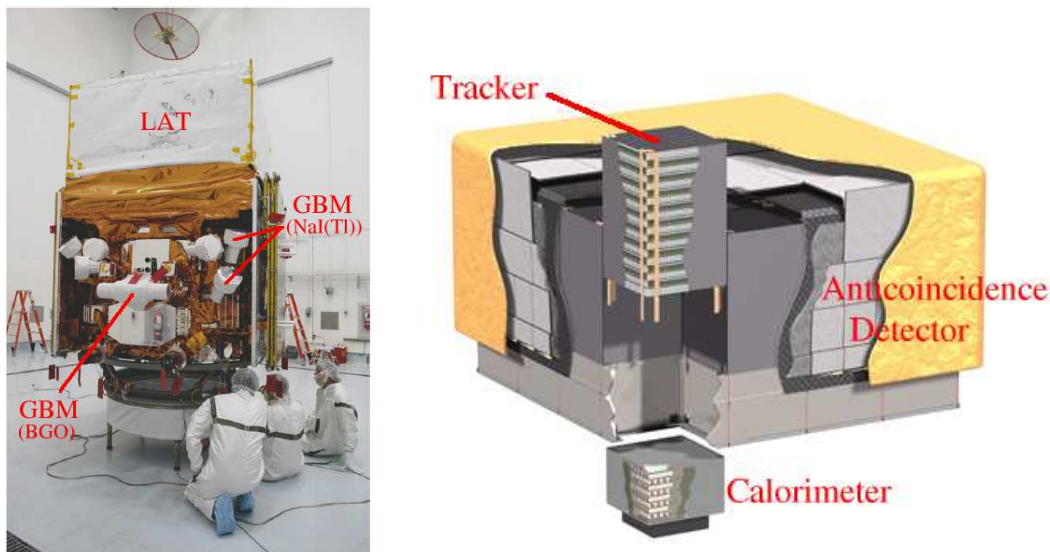 LAT
GBM
(NaI(Tl))
GBM
(BGO)
Tracker
Anticoincidence
Detector
Calorimeter